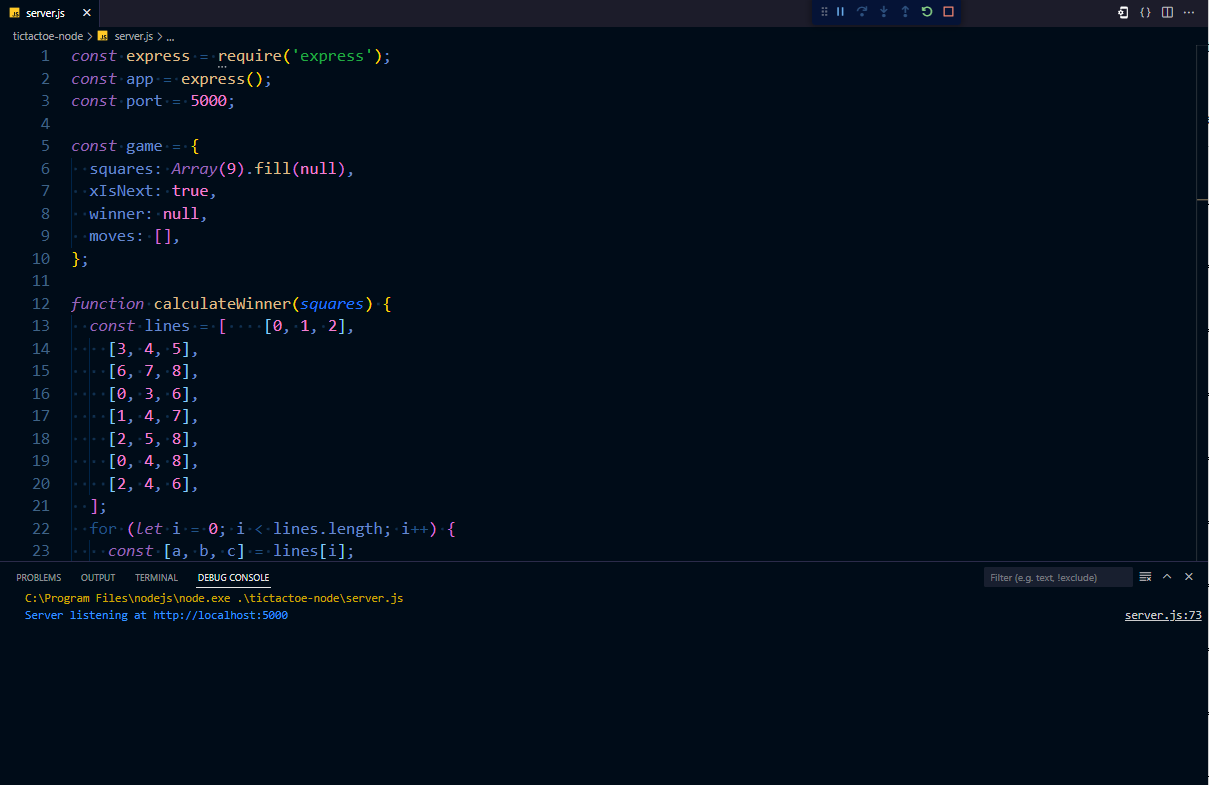 server.js
tictactoe-node > server.js > ...
1 const express = require('express');
2 const app = express();
3 const port = 5000;
4
5 const game = {
6   squares: Array(9).fill(null),
7   xIsNext: true,
8   winner: null,
9   moves: [],
10 };
11
12 function calculateWinner(squares) {
13   const lines = [    [0, 1, 2],
14     [3, 4, 5],
15     [6, 7, 8],
16     [0, 3, 6],
17     [1, 4, 7],
18     [2, 5, 8],
19     [0, 4, 8],
20     [2, 4, 6],
21   ];
22   for (let i = 0; i < lines.length; i++) {
23     const [a, b, c] = lines[i];
PROBLEMS OUTPUT TERMINAL DEBUG CONSOLE Filter (e.g. text, !exclude)
C:\Program Files\nodejs\node.exe .\tictactoe-node\server.js
Server listening at http://localhost:5000 server.js:73